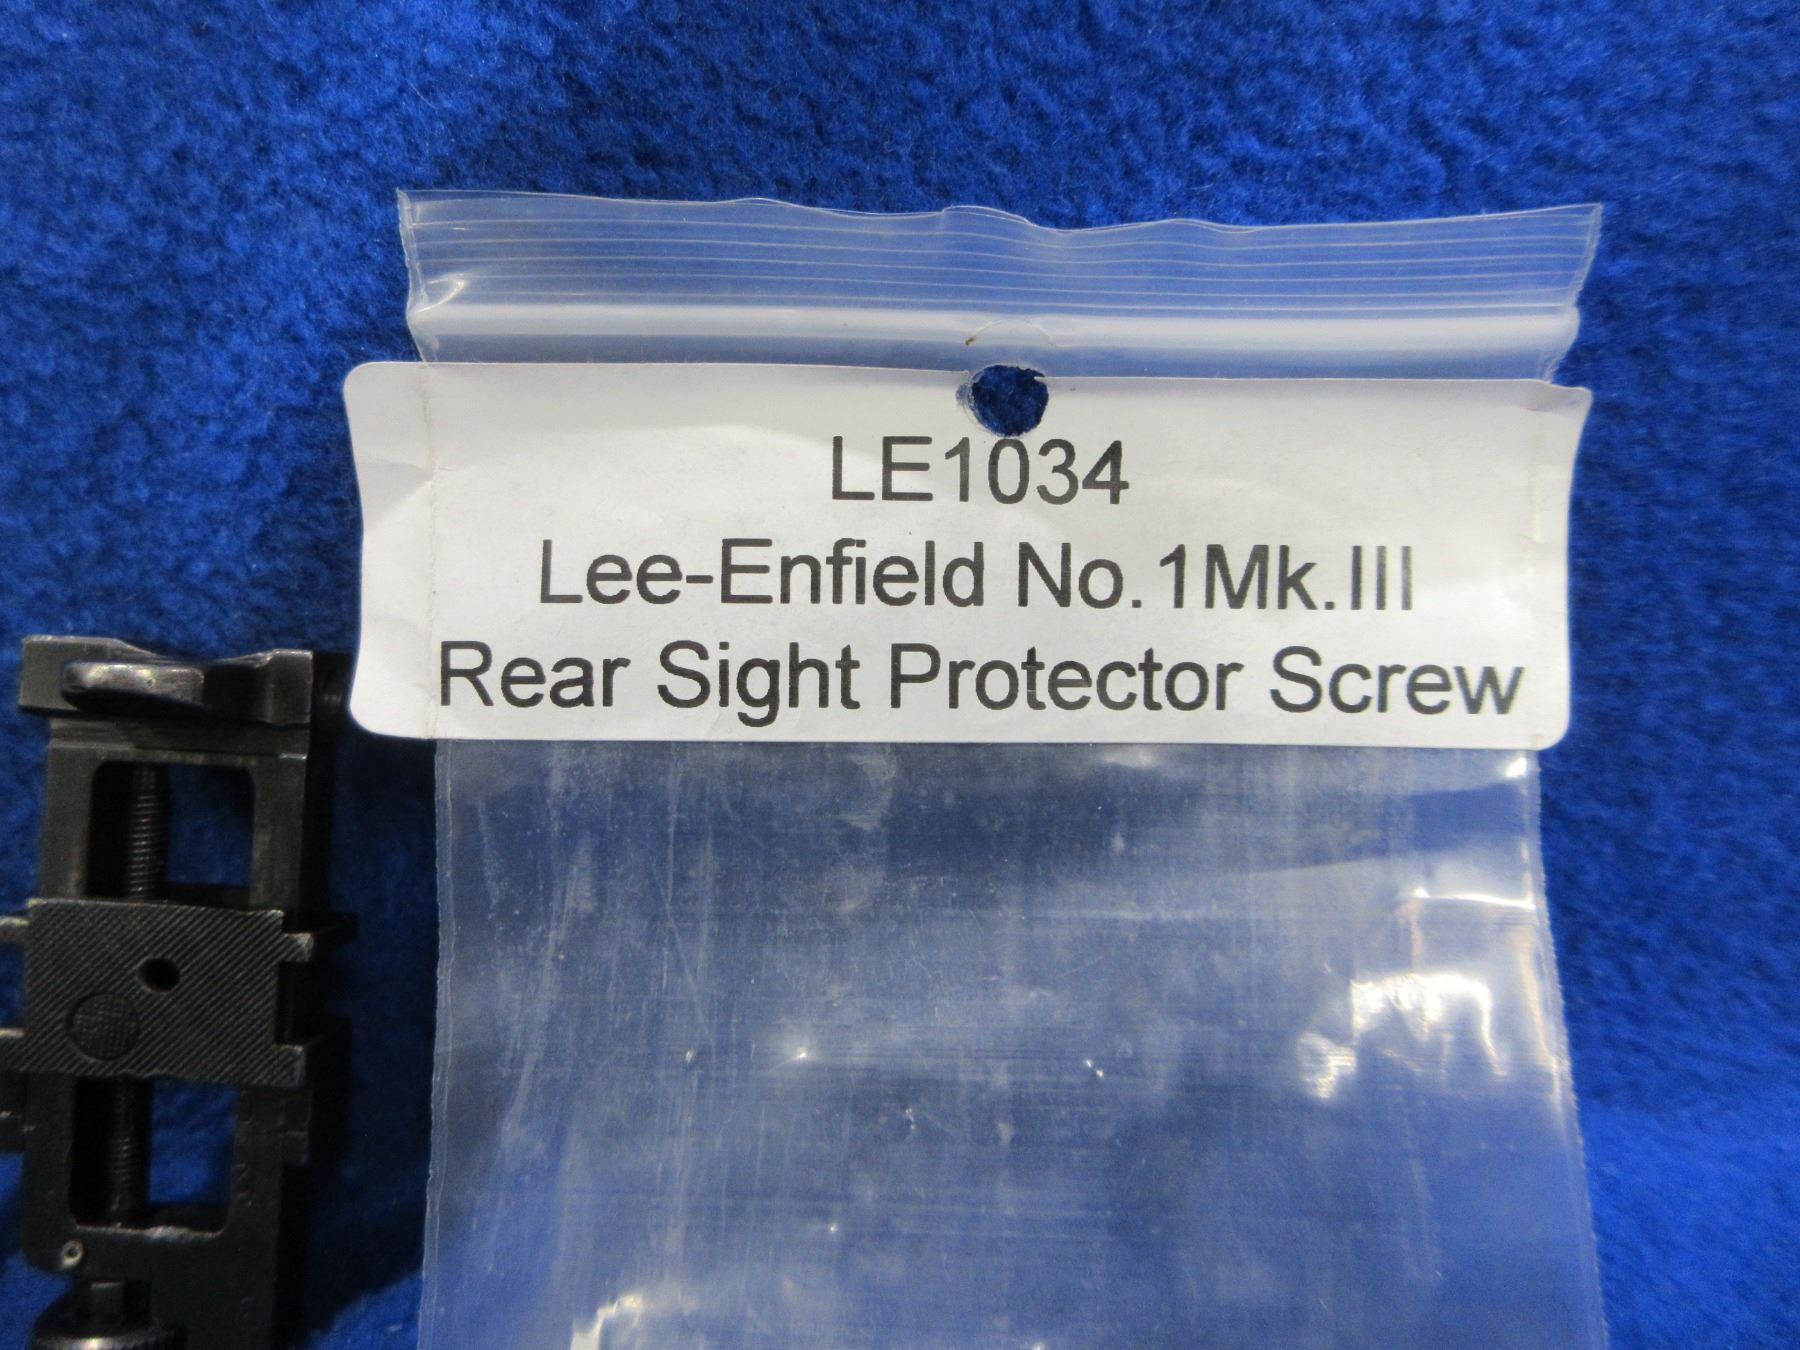 LE1034
Lee-Enfield No.1Mk.III
Rear Sight Protector Screw